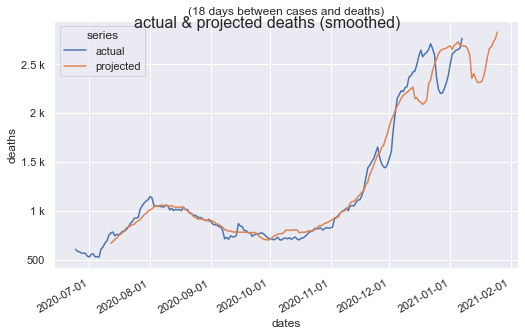 (18 days between cases and deaths)
actual & projected deaths (smoothed)
series
actual
projected
2.5 k
2 k
1.5 k
1 k
500
deaths
2020-07-01
2020-08-01
2020-09-01
2020-10-01
2020-11-01
2020-12-01
2021-01-01
2021-02-01
dates